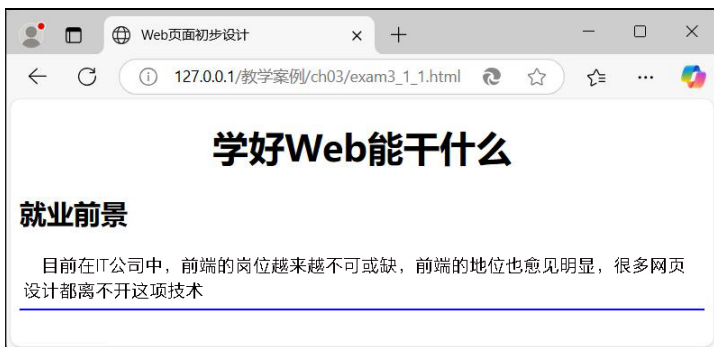 Web页面初步设计
127.0.0.1/教学案例/ch03/exam3_1_1.html
学好Web能干什么
就业前景
目前在IT公司中，前端的岗位越来越不可或缺，前端的地位也愈见明显，很多网页
设计都离不开这项技术